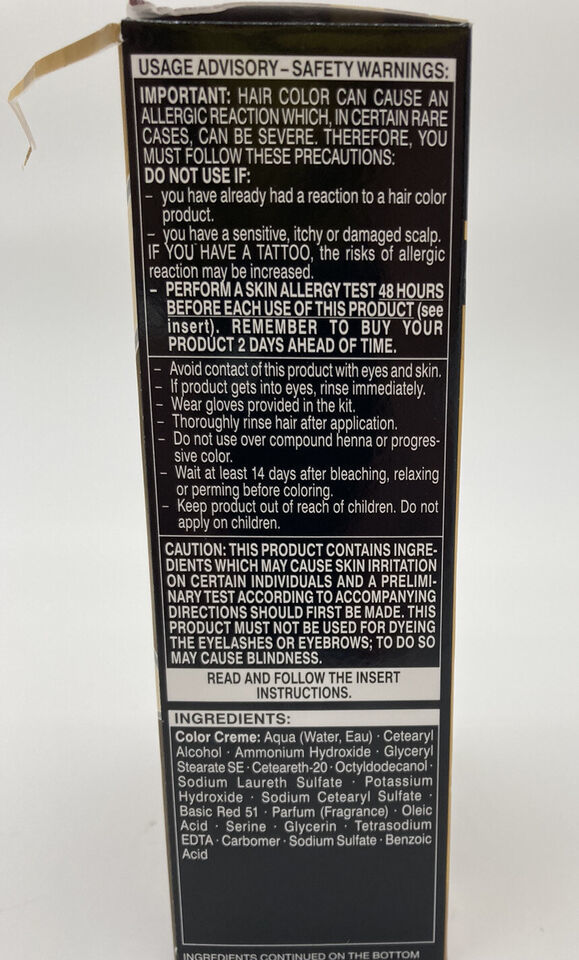 USAGE ADVISORY – SAFETY WARNINGS:
IMPORTANT: HAIR COLOR CAN CAUSE AN
ALLERGIC REACTION WHICH, IN CERTAIN RARE
CASES, CAN BE SEVERE. THEREFORE, YOU
MUST FOLLOW THESE PRECAUTIONS:
DO NOT USE IF:
– you have already had a reaction to a hair color
product.
– you have a sensitive, itchy or damaged scalp.
IF YOU HAVE A TATTOO, the risks of allergic
reaction may be increased.
– PERFORM A SKIN ALLERGY TEST 48 HOURS
BEFORE EACH USE OF THIS PRODUCT (see
insert). REMEMBER TO BUY YOUR
PRODUCT 2 DAYS AHEAD OF TIME.
– Avoid contact of this product with eyes and skin.
– If product gets into eyes, rinse immediately.
– Wear gloves provided in the kit.
– Thoroughly rinse hair after application.
– Do not use over compound henna or progres-
sive color.
– Wait at least 14 days after bleaching, relaxing
or perming before coloring.
– Keep product out of reach of children. Do not
apply on children.
CAUTION: THIS PRODUCT CONTAINS INGRE-
DIENTS WHICH MAY CAUSE SKIN IRRITATION
ON CERTAIN INDIVIDUALS AND A PRELIMI-
NARY TEST ACCORDING TO ACCOMPANYING
DIRECTIONS SHOULD FIRST BE MADE. THIS
PRODUCT MUST NOT BE USED FOR DYEING
THE EYELASHES OR EYEBROWS; TO DO SO
MAY CAUSE BLINDNESS.
READ AND FOLLOW THE INSERT
INSTRUCTIONS.
INGREDIENTS:
Color Creme: Aqua (Water, Eau) · Cetearyl
Alcohol · Ammonium Hydroxide · Glyceryl
Stearate SE · Ceteareth-20 · Octyldodecanol ·
Sodium Laureth Sulfate · Potassium
Hydroxide · Sodium Cetearyl Sulfate ·
Basic Red 51 · Parfum (Fragrance) · Oleic
Acid · Serine · Glycerin · Tetrasodium
EDTA · Carbomer · Sodium Sulfate · Benzoic
Acid
INGREDIENTS CONTINUED ON THE BOTTOM